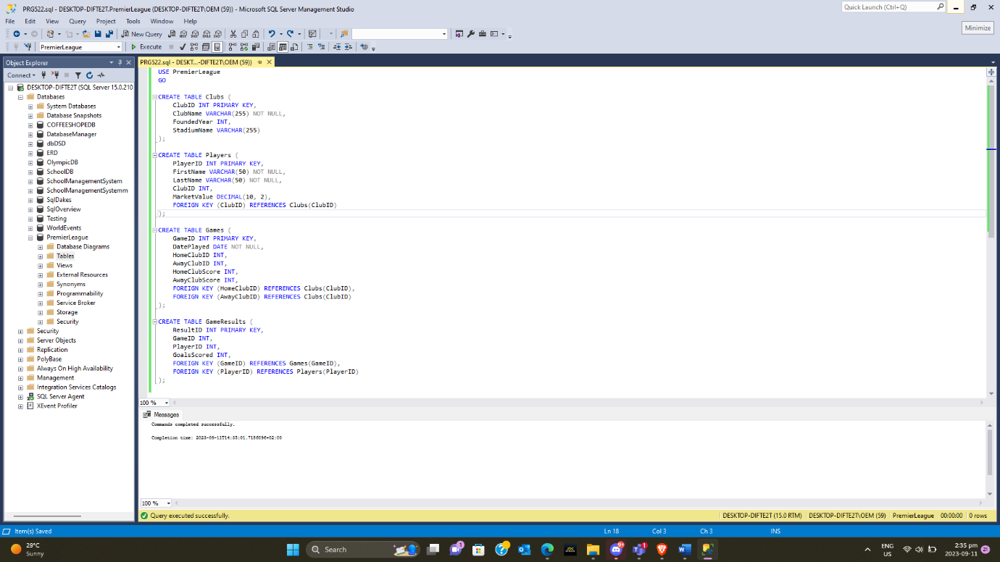 PRG522.sql - DESKTOP-DIFTE2T.PremierLeague (DESKTOP-DIFTE2T\OEM (59)) - Microsoft SQL Server Management Studio
Quick Launch (Ctrl+Q)
File Edit View Query Project Tools Window Help
Minimize
New Query
PremierLeague
Execute
Object Explorer
Connect
DESKTOP-DIFTE2T (SQL Server 15.0.210
Databases
System Databases
Database Snapshots
COFFEESHOPEDB
DatabaseManager
dbDSD
ERD
OlympicDB
SchoolDB
SchoolManagementSystem
SchoolManagementSystemm
SqlDakes
SqlOverview
Testing
WorldEvents
PremierLeague
Database Diagrams
Tables
Views
External Resources
Synonyms
Programmability
Service Broker
Storage
Security
Security
Server Objects
Replication
PolyBase
Always On High Availability
Management
Integration Services Catalogs
SQL Server Agent
XEvent Profiler
PRG522.sql - DESKT...-DIFTE2T\OEM (59))
USE PremierLeague
GO
CREATE TABLE Clubs (
ClubID INT PRIMARY KEY,
ClubName VARCHAR(255) NOT NULL,
FoundedYear INT,
StadiumName VARCHAR(255)
);
CREATE TABLE Players (
PlayerID INT PRIMARY KEY,
FirstName VARCHAR(50) NOT NULL,
LastName VARCHAR(50) NOT NULL,
ClubID INT,
MarketValue DECIMAL(10, 2),
FOREIGN KEY (ClubID) REFERENCES Clubs(ClubID)
);
CREATE TABLE Games (
GameID INT PRIMARY KEY,
DatePlayed DATE NOT NULL,
HomeClubID INT,
AwayClubID INT,
HomeClubScore INT,
AwayClubScore INT,
FOREIGN KEY (HomeClubID) REFERENCES Clubs(ClubID),
FOREIGN KEY (AwayClubID) REFERENCES Clubs(ClubID)
);
CREATE TABLE GameResults (
ResultID INT PRIMARY KEY,
GameID INT,
PlayerID INT,
GoalsScored INT,
FOREIGN KEY (GameID) REFERENCES Games(GameID),
FOREIGN KEY (PlayerID) REFERENCES Players(PlayerID)
);
100 %
Messages
Commands completed successfully.
Completion time: 2023-09-11T14:35:01.7186096+02:00
100 %
Query executed successfully.
DESKTOP-DIFTE2T (15.0 RTM) DESKTOP-DIFTE2T\OEM (59) PremierLeague 00:00:00 0 rows
Item(s) Saved
Ln 18 Col 3 Ch 3 INS
29°C
Sunny
Search
ENG
US
2:35 pm
2023-09-11